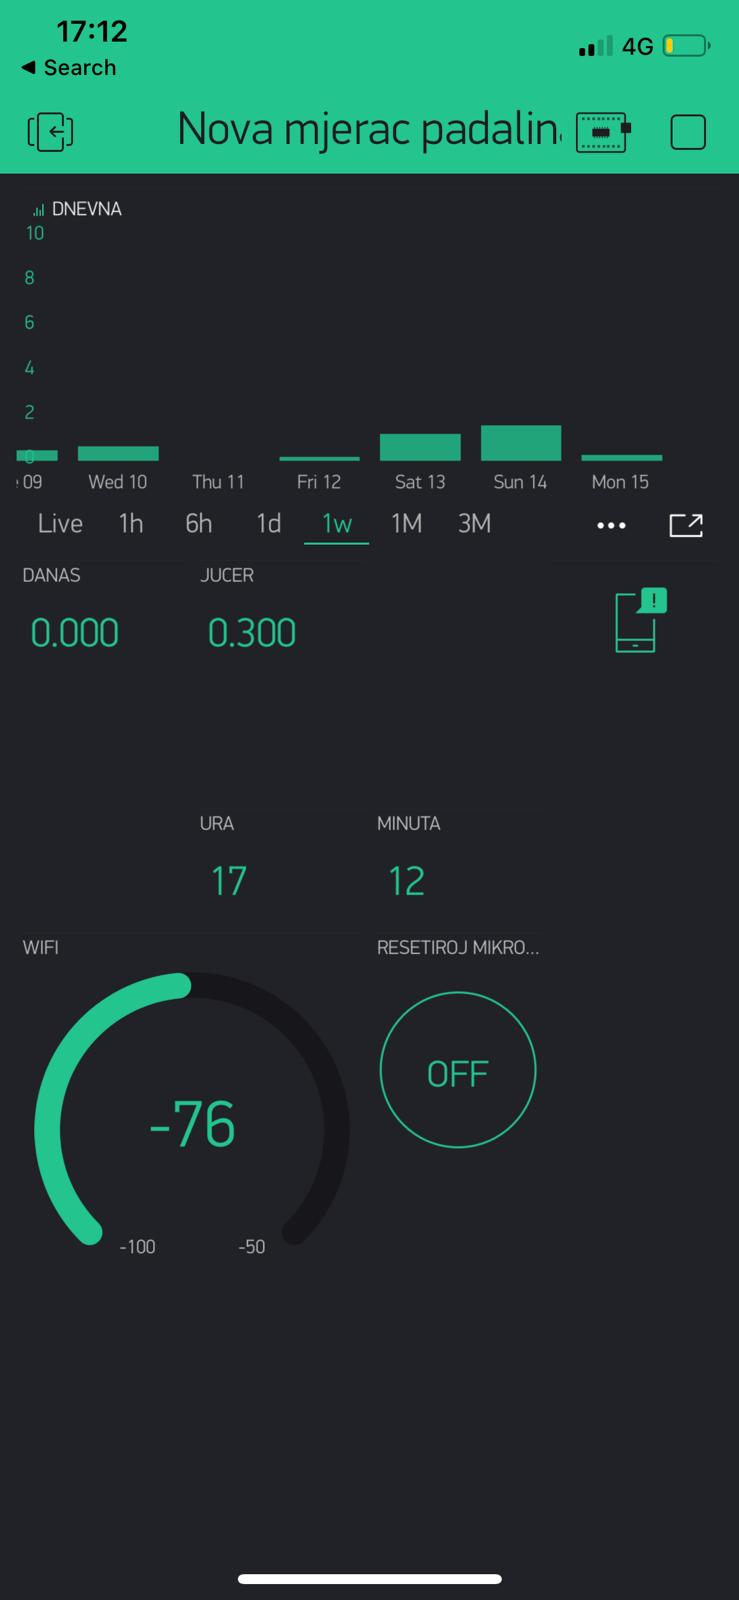 17:12
4G
◀ Search
Nova mjerac padalin
DNEVNA
10
8
6
4
2
0
09 Wed 10 Thu 11 Fri 12 Sat 13 Sun 14 Mon 15
Live 1h 6h 1d 1w 1M 3M •••
DANAS JUCER
0.000 0.300
!
URA MINUTA
17 12
WIFI RESETIROJ MIKRO...
OFF
-76
-100 -50